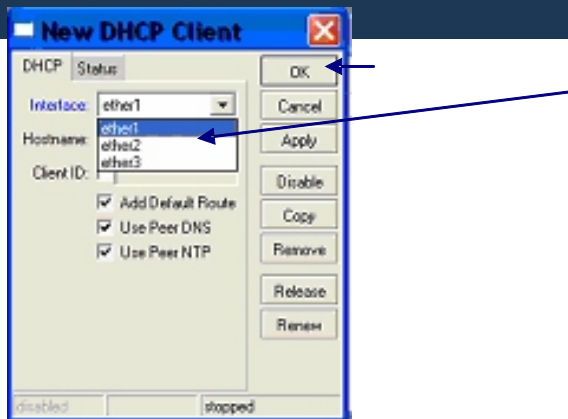 New DHCP Client
DHCP Status
OK
Interface: ether1
Cancel
ether1
Hostname:
ether2
Apply
ether3
Client ID:
Disable
Add Default Route
Copy
Use Peer DNS
Use Peer NTP
Remove
Release
Renew
disabled
stopped